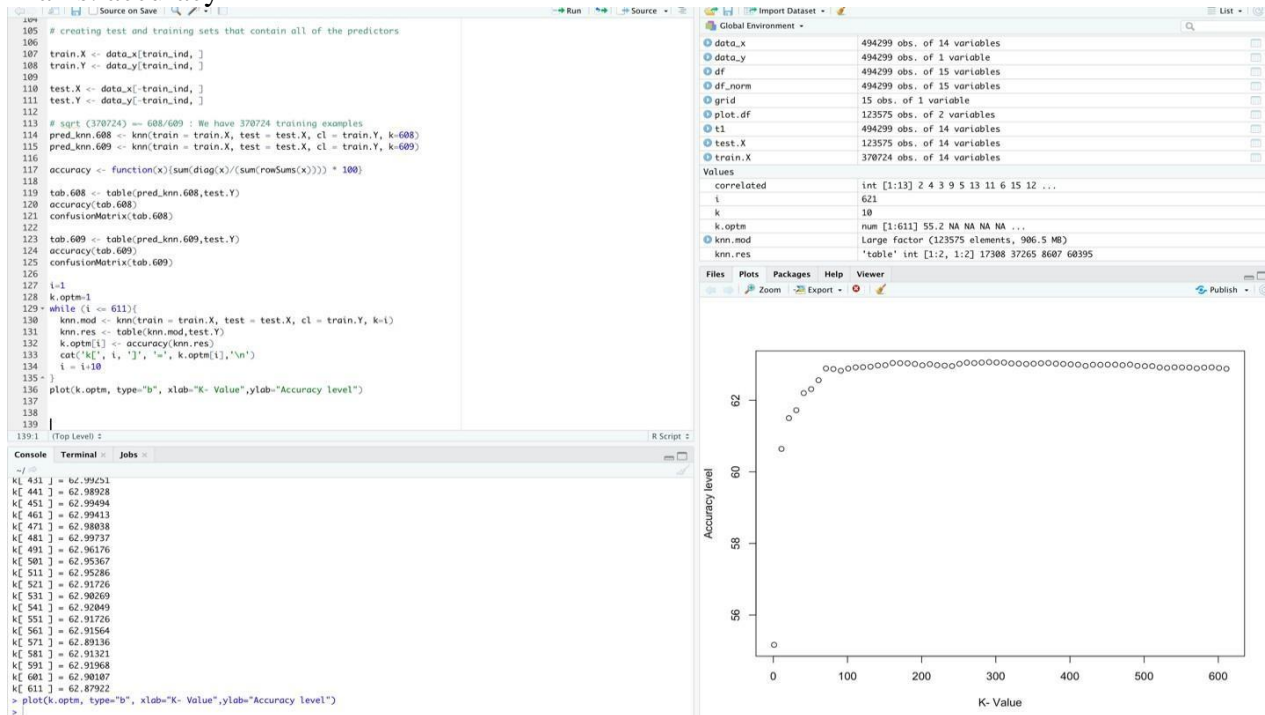 Source on Save
Run
Source
104
105 # creating test and training sets that contain all of the predictors
106
107 train.X <- data_x[train_ind, ]
108 train.Y <- data_y[train_ind, ]
109
110 test.X <- data_x[-train_ind, ]
111 test.Y <- data_y[-train_ind, ]
112
113 # sqrt (370724) =~ 608/609 : We have 370724 training examples
114 pred_knn.608 <- knn(train = train.X, test = test.X, cl = train.Y, k=608)
115 pred_knn.609 <- knn(train = train.X, test = test.X, cl = train.Y, k=609)
116
117 accuracy <- function(x){sum(diag(x)/(sum(rowSums(x)))) * 100}
118
119 tab.608 <- table(pred_knn.608,test.Y)
120 accuracy(tab.608)
121 confusionMatrix(tab.608)
122
123 tab.609 <- table(pred_knn.609,test.Y)
124 accuracy(tab.609)
125 confusionMatrix(tab.609)
126
127 i=1
128 k.optm=1
129 while (i <= 611){
130 knn.mod <- knn(train = train.X, test = test.X, cl = train.Y, k=i)
131 knn.res <- table(knn.mod,test.Y)
132 k.optm[i] <- accuracy(knn.res)
133 cat('k[', i, ']', '=', k.optm[i],'\n')
134 i = i+10
135 }
136 plot(k.optm, type="b", xlab="K- Value",ylab="Accuracy level")
137
138
139
139:1 (Top Level) R Script
Console Terminal Jobs
~/
k[ 431 ] = 62.99251
k[ 441 ] = 62.98928
k[ 451 ] = 62.99494
k[ 461 ] = 62.99413
k[ 471 ] = 62.98038
k[ 481 ] = 62.99737
k[ 491 ] = 62.96176
k[ 501 ] = 62.95367
k[ 511 ] = 62.95286
k[ 521 ] = 62.91726
k[ 531 ] = 62.90269
k[ 541 ] = 62.92049
k[ 551 ] = 62.91726
k[ 561 ] = 62.91564
k[ 571 ] = 62.89136
k[ 581 ] = 62.91321
k[ 591 ] = 62.91968
k[ 601 ] = 62.90107
k[ 611 ] = 62.87922
> plot(k.optm, type="b", xlab="K- Value",ylab="Accuracy level")
>
Import Dataset List
Global Environment
data_x 494299 obs. of 14 variables
data_y 494299 obs. of 1 variable
df 494299 obs. of 15 variables
df_norm 494299 obs. of 15 variables
grid 15 obs. of 1 variable
plot.df 123575 obs. of 2 variables
t1 494299 obs. of 14 variables
test.X 123575 obs. of 14 variables
train.X 370724 obs. of 14 variables
Values
correlated int [1:13] 2 4 3 9 5 13 11 6 15 12 ...
i 621
k 10
k.optm num [1:611] 55.2 NA NA NA NA ...
knn.mod Large factor (123575 elements, 906.5 MB)
knn.res 'table' int [1:2, 1:2] 17308 37265 8607 60395
Files Plots Packages Help Viewer
Zoom Export Publish
62
60
58
56
Accuracy level
0 100 200 300 400 500 600
K- Value